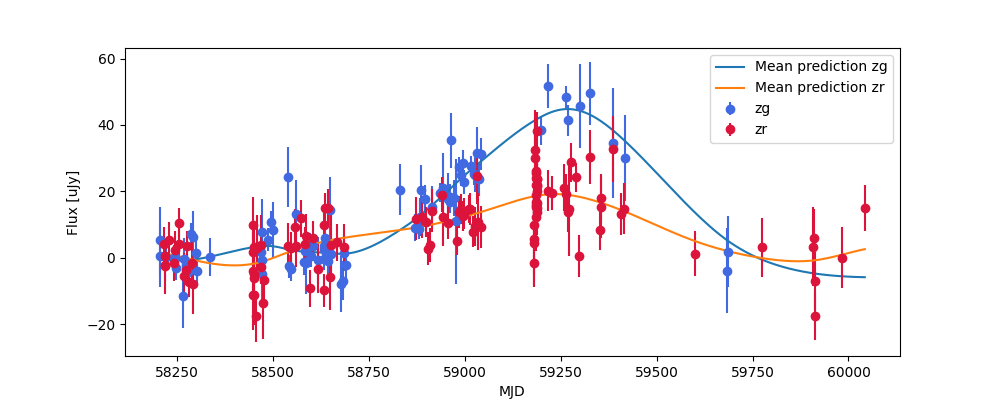 60
40
20
0
−20
Flux [uJy]
58250
58500
58750
59000
59250
59500
59750
60000
MJD
Mean prediction zg
Mean prediction zr
zg
zr